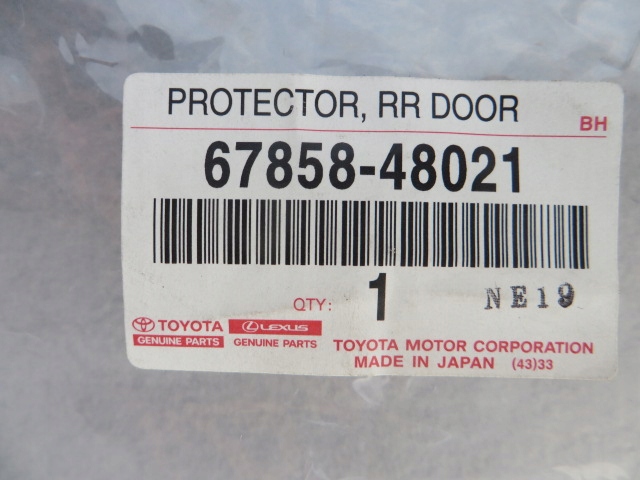 PROTECTOR, RR DOOR
BH
67858-48021
QTY: 1 NE19
TOYOTA LEXUS
GENUINE PARTS GENUINE PARTS
TOYOTA MOTOR CORPORATION
MADE IN JAPAN (43)33